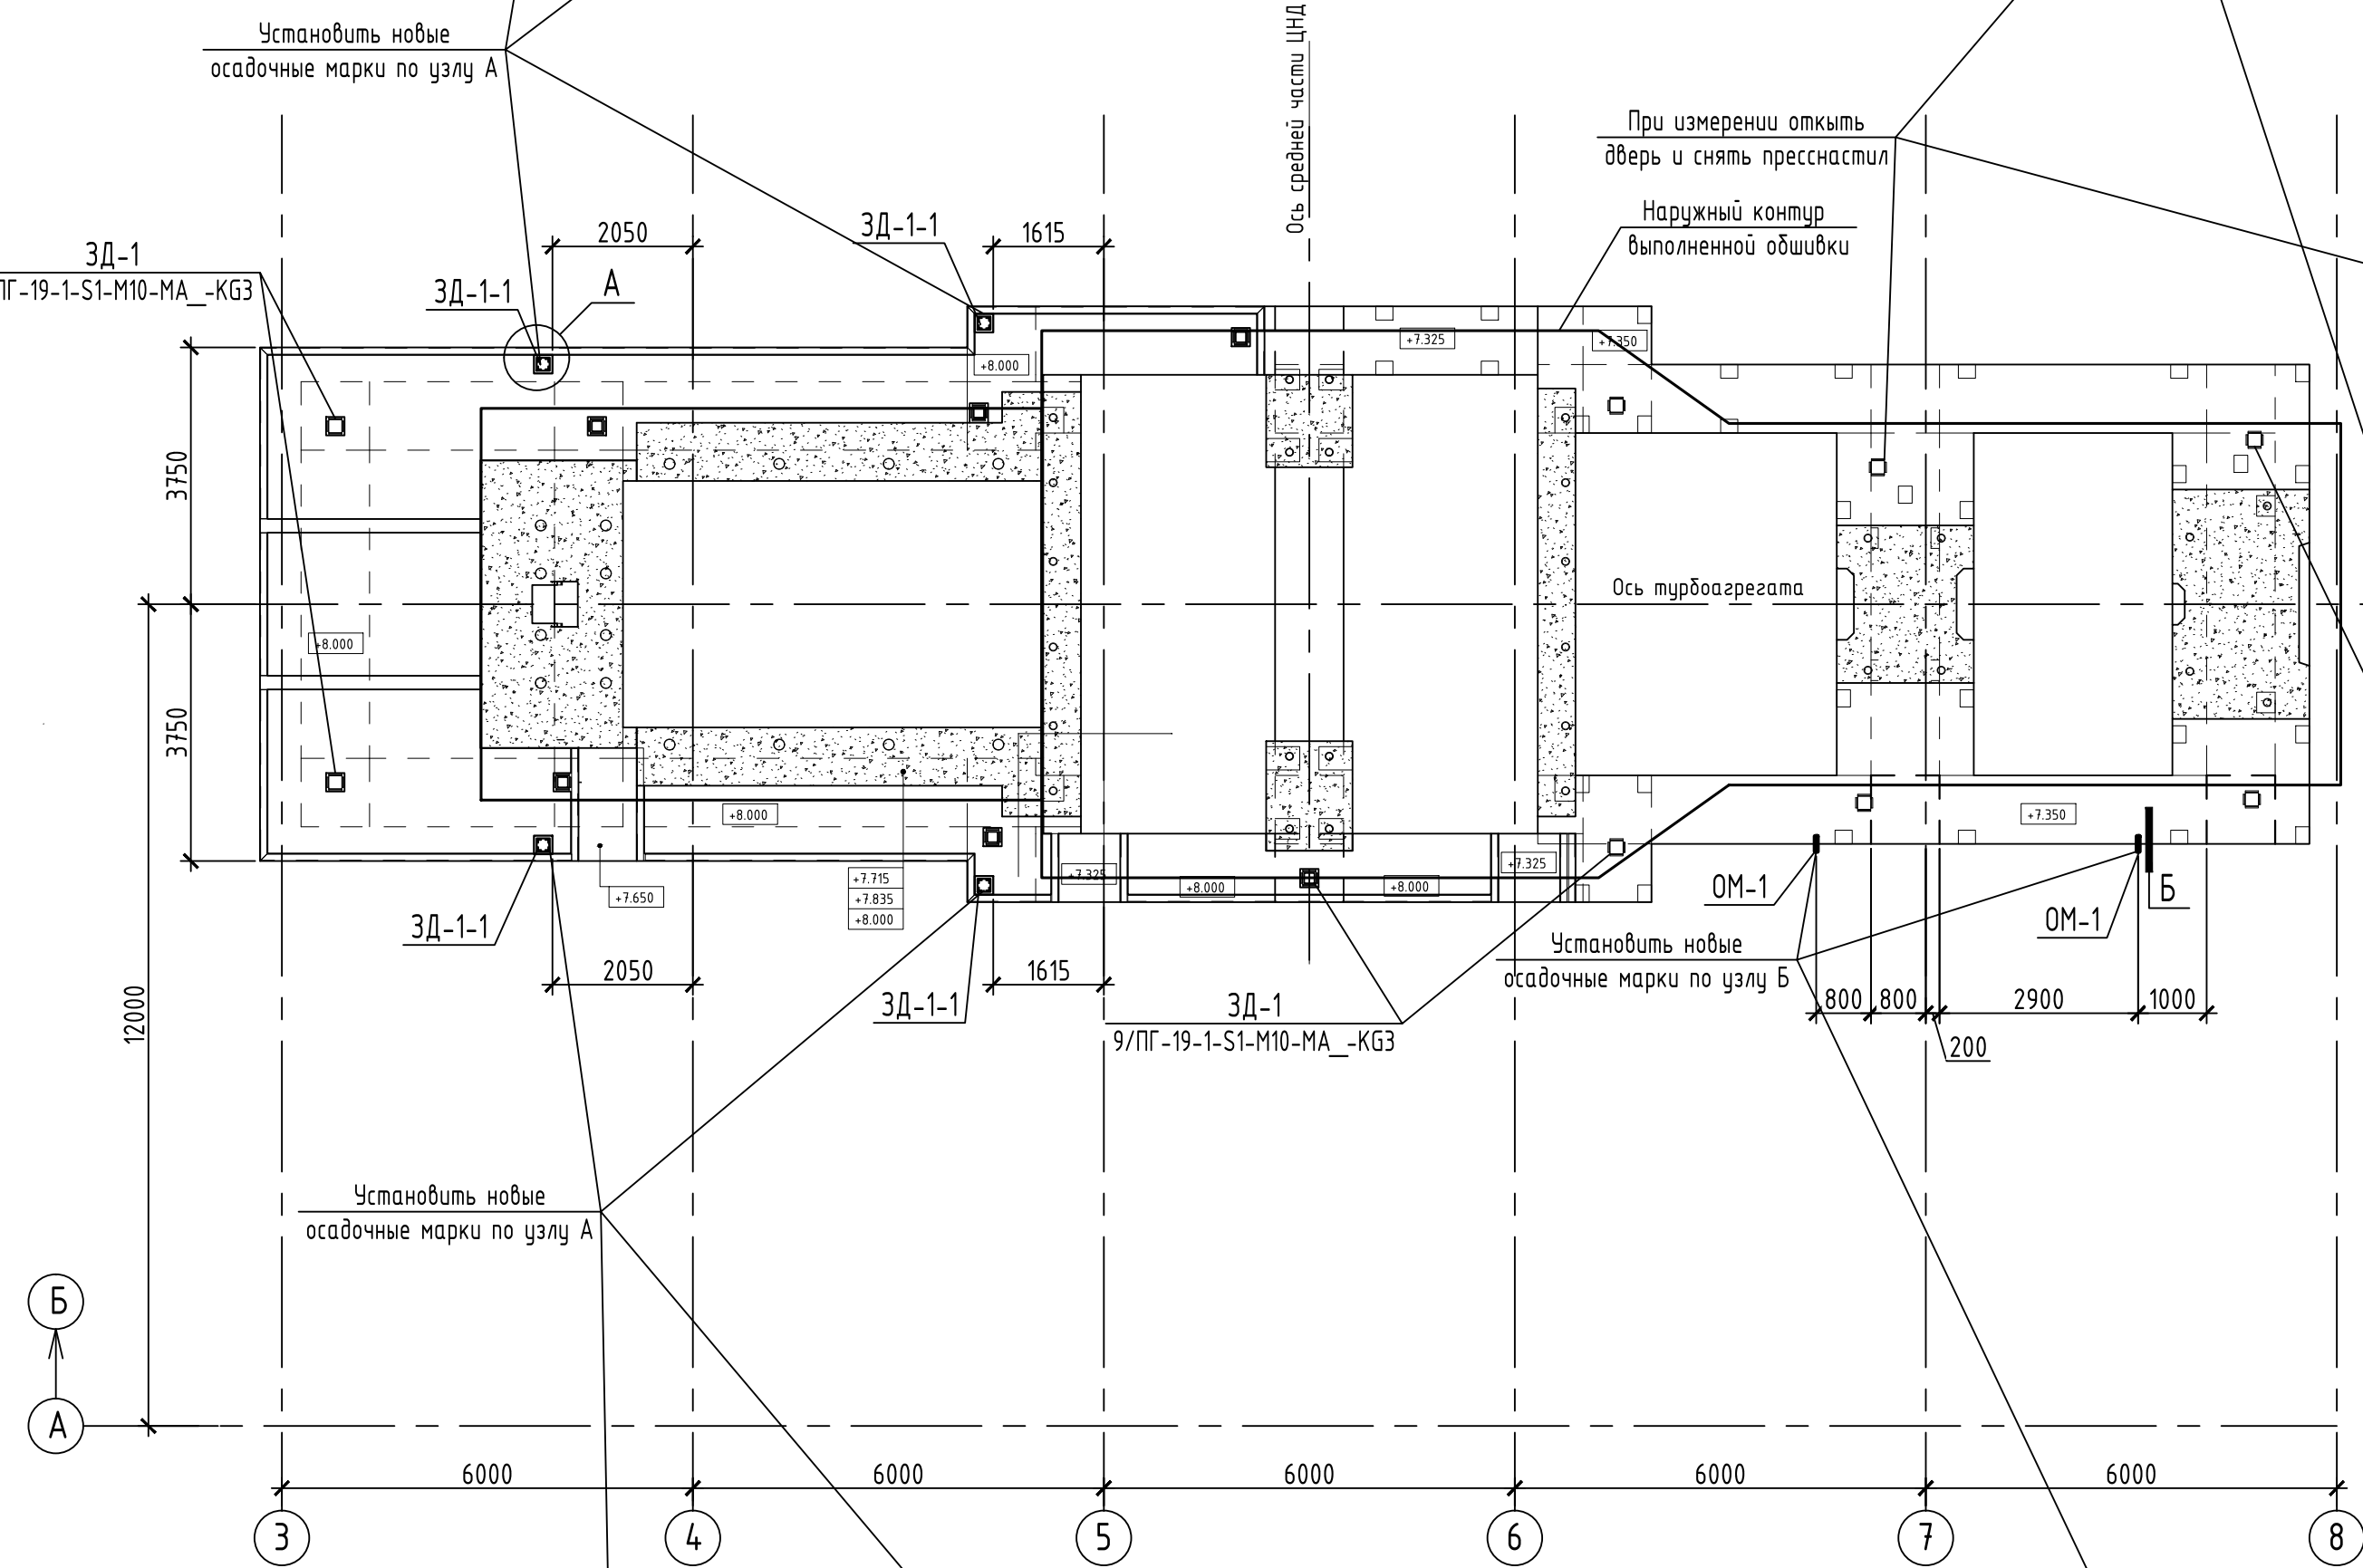 Установить новые
осадочные марки по узлу А
Ось средней части ЦНД
При измерении откыть
дверь и снять пресснастил
Наружный контур
выполненной обшивки
ЗД-1
ПГ-19-1-S1-M10-MA__-KG3
ЗД-1-1
А
2050
ЗД-1-1
1615
+8.000
+7.325
+7.350
3750
3750
12000
+8.000
Ось турбоагрегата
+8.000
+7.650
+7.715
+7.835
+8.000
+7.325
+8.000
+8.000
+7.325
+7.350
ЗД-1-1
2050
ЗД-1-1
1615
ЗД-1
9/ПГ-19-1-S1-M10-MA__-KG3
ОМ-1
ОМ-1
Б
Установить новые
осадочные марки по узлу Б
800
800
2900
1000
200
Установить новые
осадочные марки по узлу А
Б
А
6000
6000
6000
6000
6000
3
4
5
6
7
8